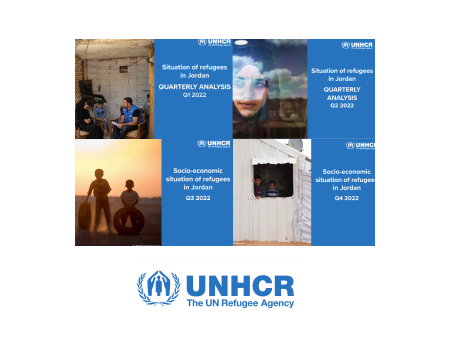 UNHCR
Situation of refugees
in Jordan
QUARTERLY ANALYSIS
Q1 2022
UNHCR
Situation of refugees
in Jordan
QUARTERLY
ANALYSIS
Q2 2022
UNHCR
Socio-economic
situation of refugees
in Jordan
Q3 2022
UNHCR
Socio-economic
situation of refugee
in Jordan
Q4 2022
UNHCR
The UN Refugee Agency